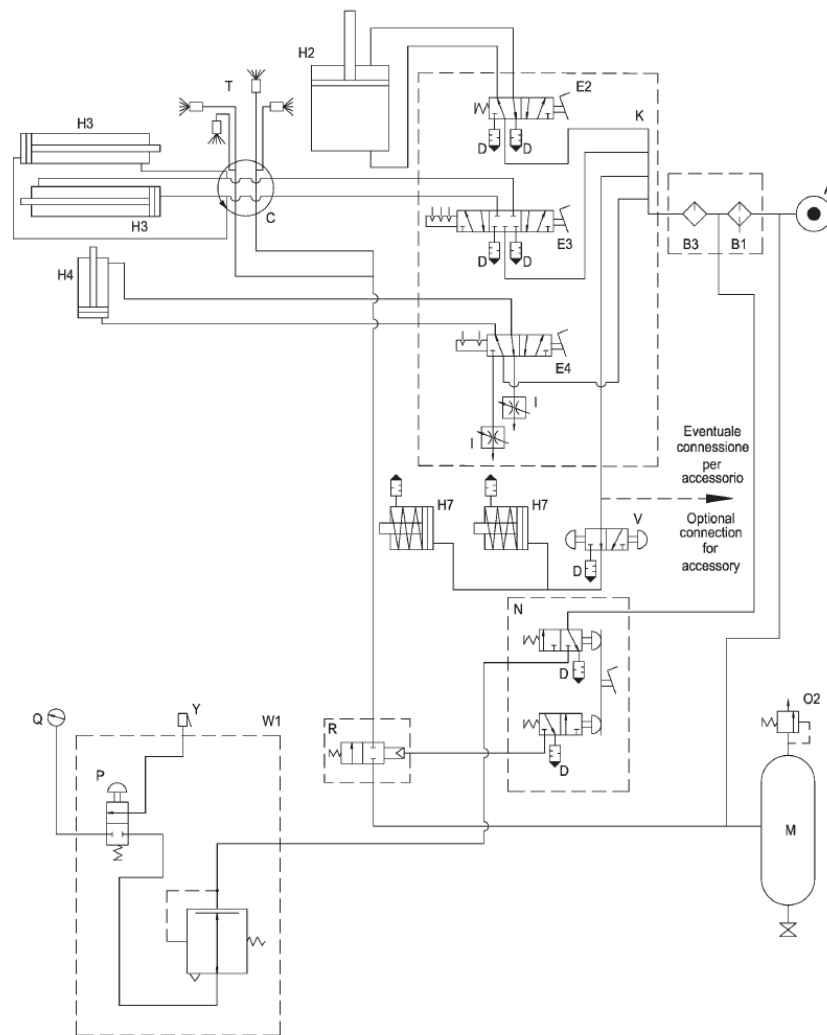 T
H2
E2
H3
K
D
D
A
C
H3
E3
B3
B1
D
D
H4
E4
I
I
Eventuale
connessione
per
accessorio
H7
H7
V
Optional
connection
for
accessory
D
N
D
O2
Y
Q
W1
R
P
D
M